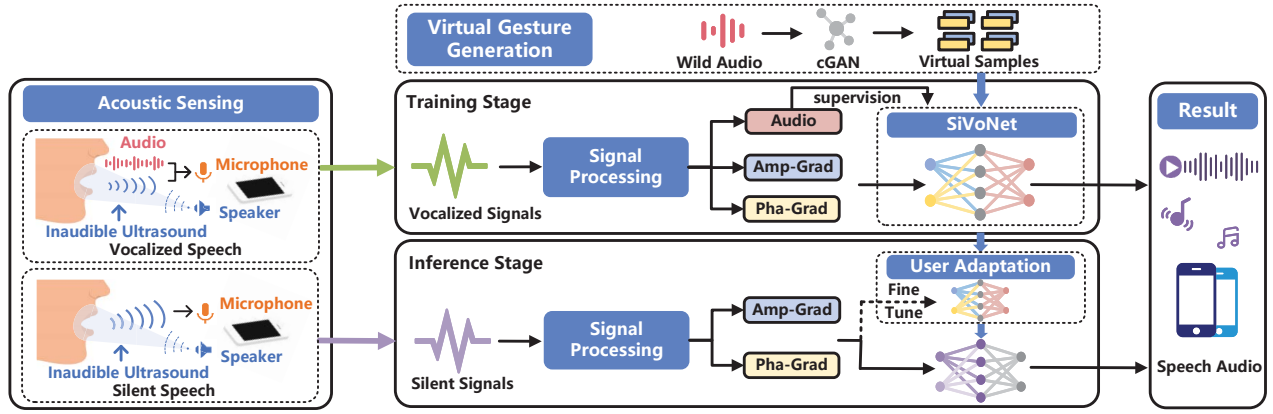 Virtual Gesture
Generation
Wild Audio
cGAN
Virtual Samples
Acoustic Sensing
Audio
Microphone
Speaker
Inaudible Ultrasound
Vocalized Speech
Microphone
Speaker
Inaudible Ultrasound
Silent Speech
Training Stage
Vocalized Signals
Signal
Processing
supervision
Audio
Amp-Grad
Pha-Grad
SiVoNet
Inference Stage
Silent Signals
Signal
Processing
Amp-Grad
Pha-Grad
User Adaptation
Fine
Tune
Result
Speech Audio